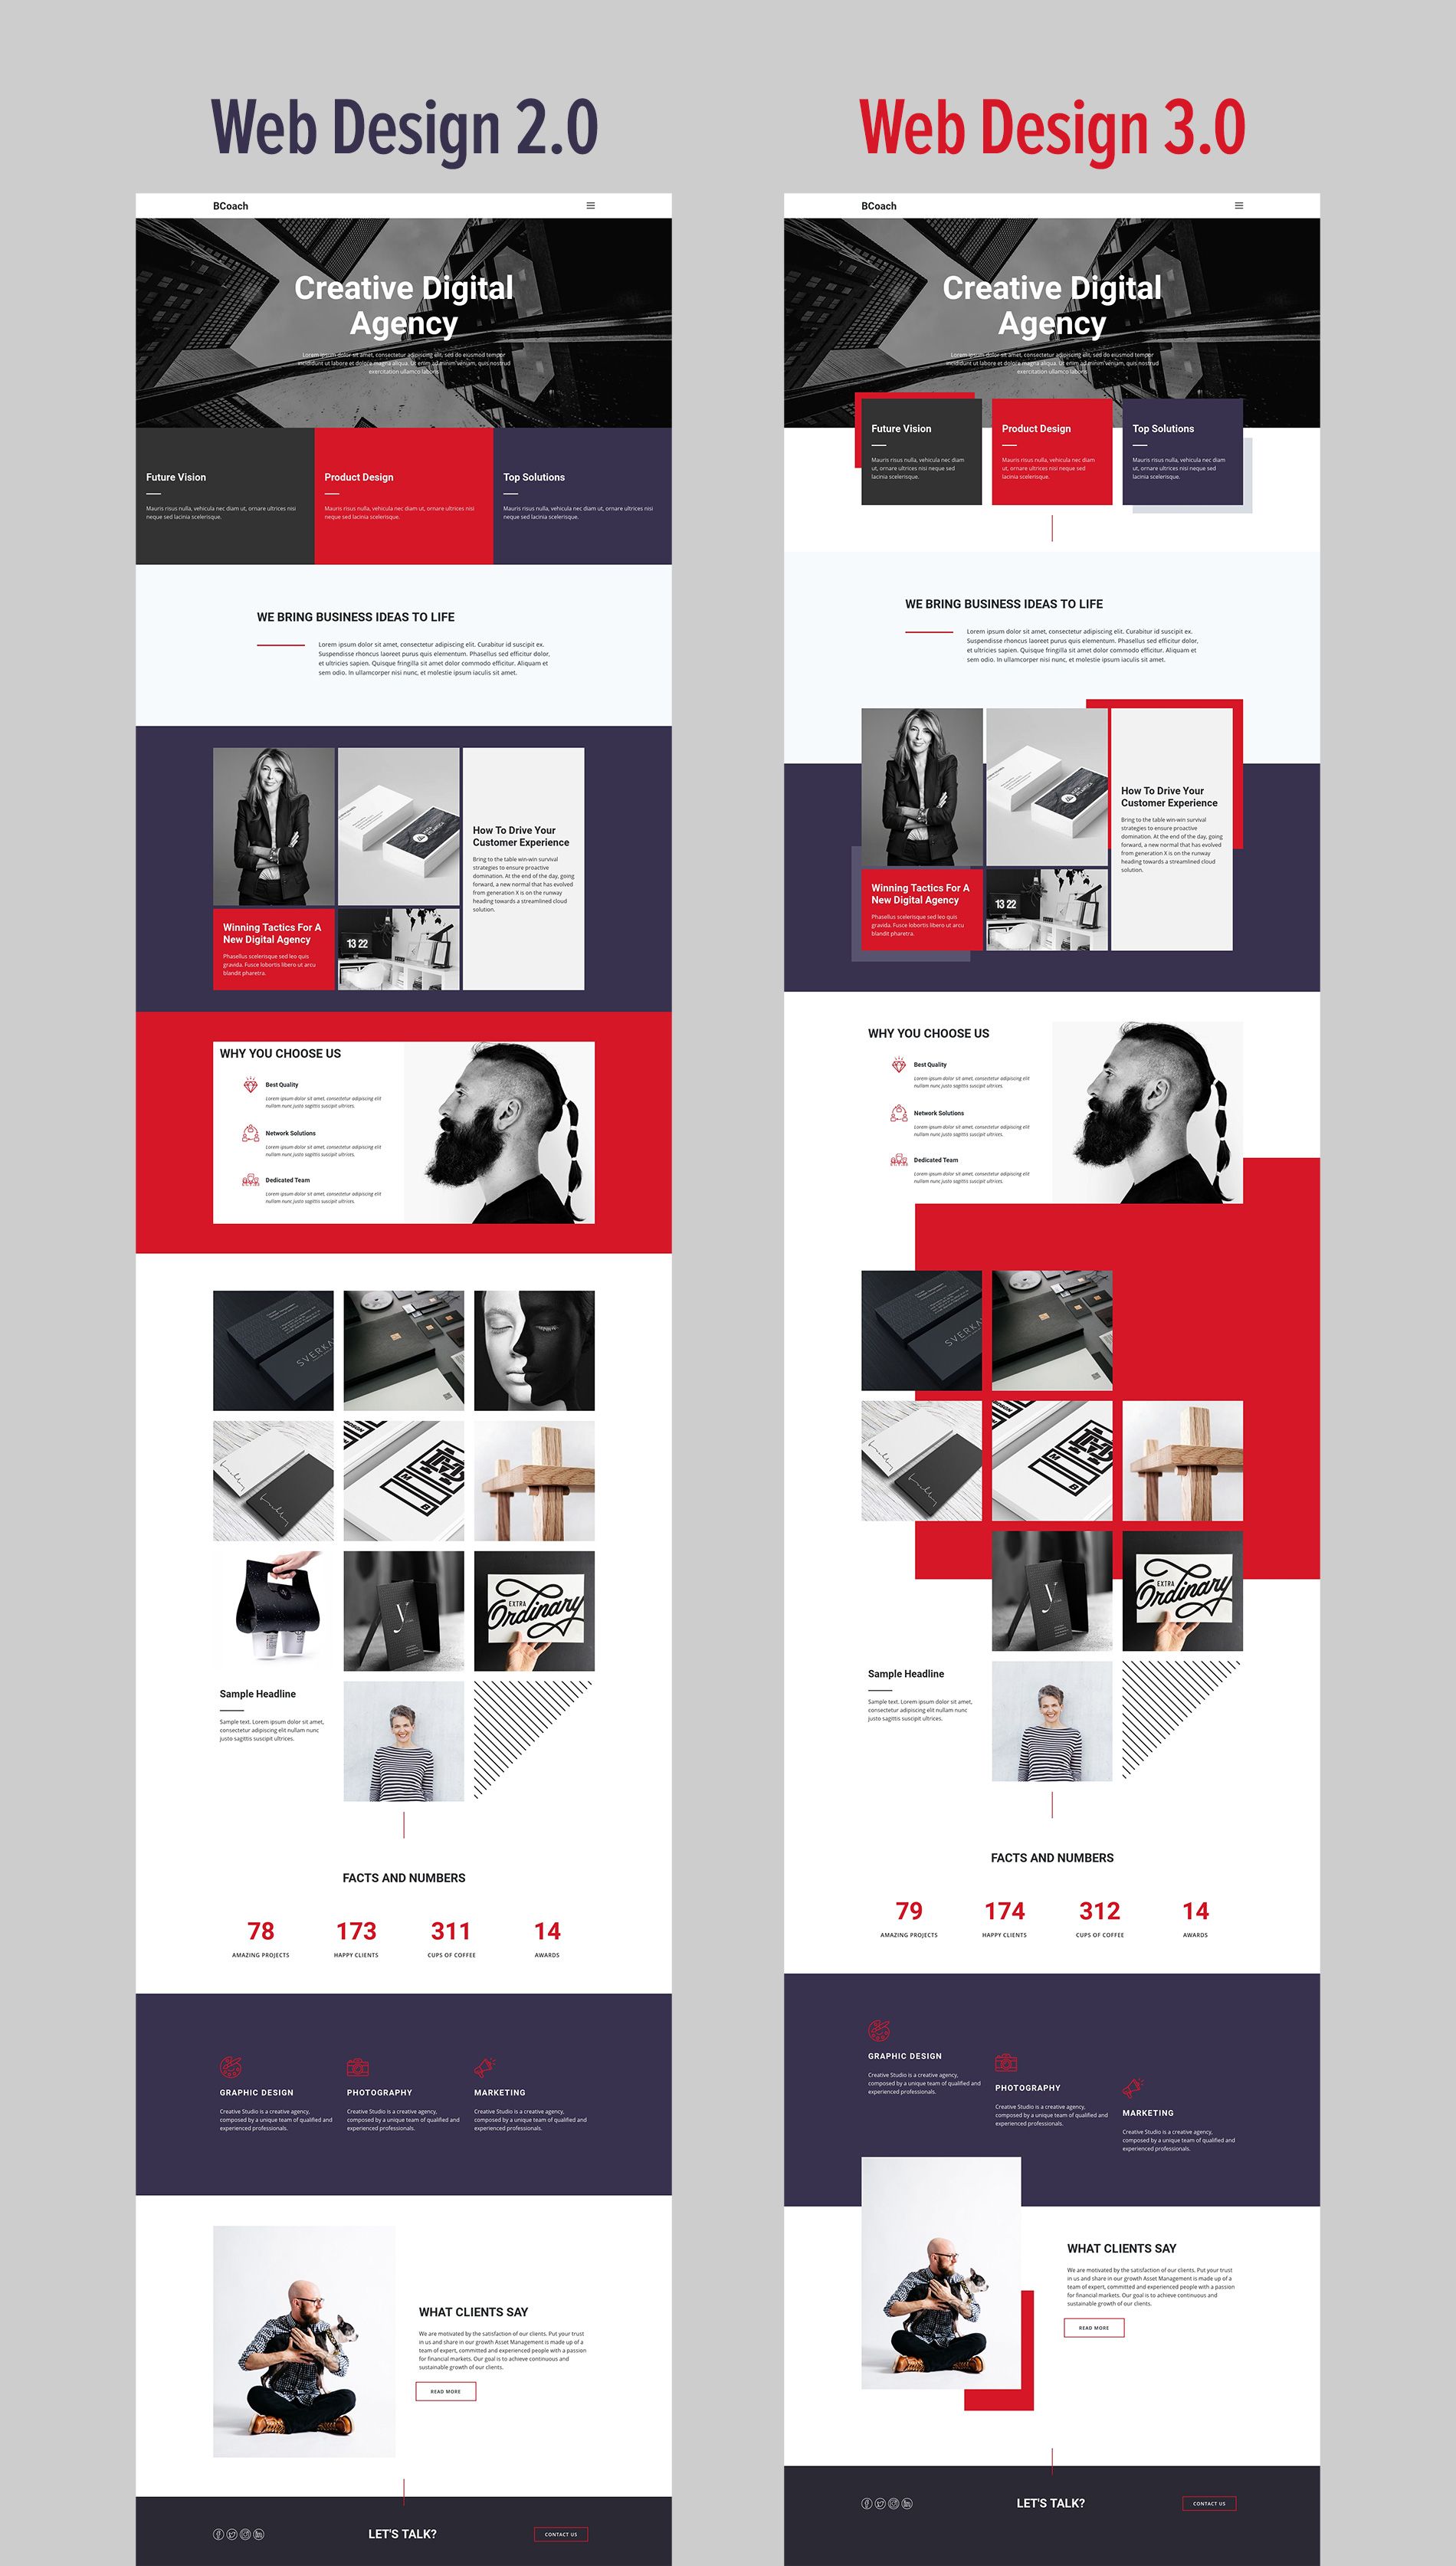 Web Design 2.0
BCoach
Creative Digital
Agency
Lorem ipsum dolor sit amet, consectetur adipiscing elit, sed do eiusmod tempor
incididunt ut labore et dolore magna aliqua. Ut enim ad minim veniam, quis nostrud
exercitation ullamco laboris
Future Vision
Mauris risus nulla, vehicula nec diam ut, ornare ultrices nisi
neque sed lacinia scelerisque.
Product Design
Mauris risus nulla, vehicula nec diam ut, ornare ultrices nisi
neque sed lacinia scelerisque.
Top Solutions
Mauris risus nulla, vehicula nec diam ut, ornare ultrices nisi
neque sed lacinia scelerisque.
WE BRING BUSINESS IDEAS TO LIFE
Lorem ipsum dolor sit amet, consectetur adipiscing elit. Curabitur id suscipit ex.
Suspendisse rhoncus laoreet purus quis elementum. Phasellus sed efficitur dolor,
et ultricies sapien. Quisque fringilla sit amet dolor commodo efficitur. Aliquam et
sem odio. In ullamcorper nisi nunc, et molestie ipsum iaculis sit amet.
How To Drive Your
Customer Experience
Bring to the table win-win survival
strategies to ensure proactive
domination. At the end of the day, going
forward, a new normal that has evolved
from generation X is on the runway
heading towards a streamlined cloud
solution.
Winning Tactics For A
New Digital Agency
Phasellus scelerisque sed leo quis
gravida. Fusce lobortis libero ut arcu
blandit pharetra.
13 22
WHY YOU CHOOSE US
Best Quality
Lorem ipsum dolor sit amet, consectetur adipiscing elit
nullam nunc justo sagittis suscipit ultrices.
Network Solutions
Lorem ipsum dolor sit amet, consectetur adipiscing elit
nullam nunc justo sagittis suscipit ultrices.
Dedicated Team
Lorem ipsum dolor sit amet, consectetur adipiscing elit
nullam nunc justo sagittis suscipit ultrices.
SVERKA
EXTRA
Ordinary
Sample Headline
Sample text. Lorem ipsum dolor sit amet,
consectetur adipiscing elit nullam nunc
justo sagittis suscipit ultrices.
FACTS AND NUMBERS
78
AMAZING PROJECTS
173
HAPPY CLIENTS
311
CUPS OF COFFEE
14
AWARDS
GRAPHIC DESIGN
Creative Studio is a creative agency,
composed by a unique team of qualified and
experienced professionals.
PHOTOGRAPHY
Creative Studio is a creative agency,
composed by a unique team of qualified and
experienced professionals.
MARKETING
Creative Studio is a creative agency,
composed by a unique team of qualified and
experienced professionals.
WHAT CLIENTS SAY
We are motivated by the satisfaction of our clients. Put your trust
in us and share in our growth Asset Management is made up of a
team of expert, committed and experienced people with a passion
for financial markets. Our goal is to achieve continuous and
sustainable growth of our clients.
READ MORE
LET'S TALK?
CONTACT US
Web Design 3.0
BCoach
Creative Digital
Agency
Lorem ipsum dolor sit amet, consectetur adipiscing elit, sed do eiusmod tempor
incididunt ut labore et dolore magna aliqua. Ut enim ad minim veniam, quis nostrud
exercitation ullamco laboris
Future Vision
Mauris risus nulla, vehicula nec diam
ut, ornare ultrices nisi neque sed
lacinia scelerisque.
Product Design
Mauris risus nulla, vehicula nec diam
ut, ornare ultrices nisi neque sed
lacinia scelerisque.
Top Solutions
Mauris risus nulla, vehicula nec diam
ut, ornare ultrices nisi neque sed
lacinia scelerisque.
WE BRING BUSINESS IDEAS TO LIFE
Lorem ipsum dolor sit amet, consectetur adipiscing elit. Curabitur id suscipit ex.
Suspendisse rhoncus laoreet purus quis elementum. Phasellus sed efficitur dolor,
et ultricies sapien. Quisque fringilla sit amet dolor commodo efficitur. Aliquam et
sem odio. In ullamcorper nisi nunc, et molestie ipsum iaculis sit amet.
How To Drive Your
Customer Experience
Bring to the table win-win survival
strategies to ensure proactive
domination. At the end of the day, going
forward, a new normal that has evolved
from generation X is on the runway
heading towards a streamlined cloud
solution.
Winning Tactics For A
New Digital Agency
Phasellus scelerisque sed leo quis
gravida. Fusce lobortis libero ut arcu
blandit pharetra.
13 22
WHY YOU CHOOSE US
Best Quality
Lorem ipsum dolor sit amet, consectetur adipiscing elit
nullam nunc justo sagittis suscipit ultrices.
Network Solutions
Lorem ipsum dolor sit amet, consectetur adipiscing elit
nullam nunc justo sagittis suscipit ultrices.
Dedicated Team
Lorem ipsum dolor sit amet, consectetur adipiscing elit
nullam nunc justo sagittis suscipit ultrices.
SVERKA
EXTRA
Ordinary
Sample Headline
Sample text. Lorem ipsum dolor sit amet,
consectetur adipiscing elit nullam nunc
justo sagittis suscipit ultrices.
FACTS AND NUMBERS
79
AMAZING PROJECTS
174
HAPPY CLIENTS
312
CUPS OF COFFEE
14
AWARDS
GRAPHIC DESIGN
Creative Studio is a creative agency,
composed by a unique team of qualified and
experienced professionals.
PHOTOGRAPHY
Creative Studio is a creative agency,
composed by a unique team of qualified and
experienced professionals.
MARKETING
Creative Studio is a creative agency,
composed by a unique team of qualified and
experienced professionals.
WHAT CLIENTS SAY
We are motivated by the satisfaction of our clients. Put your trust
in us and share in our growth Asset Management is made up of a
team of expert, committed and experienced people with a passion
for financial markets. Our goal is to achieve continuous and
sustainable growth of our clients.
READ MORE
LET'S TALK?
CONTACT US